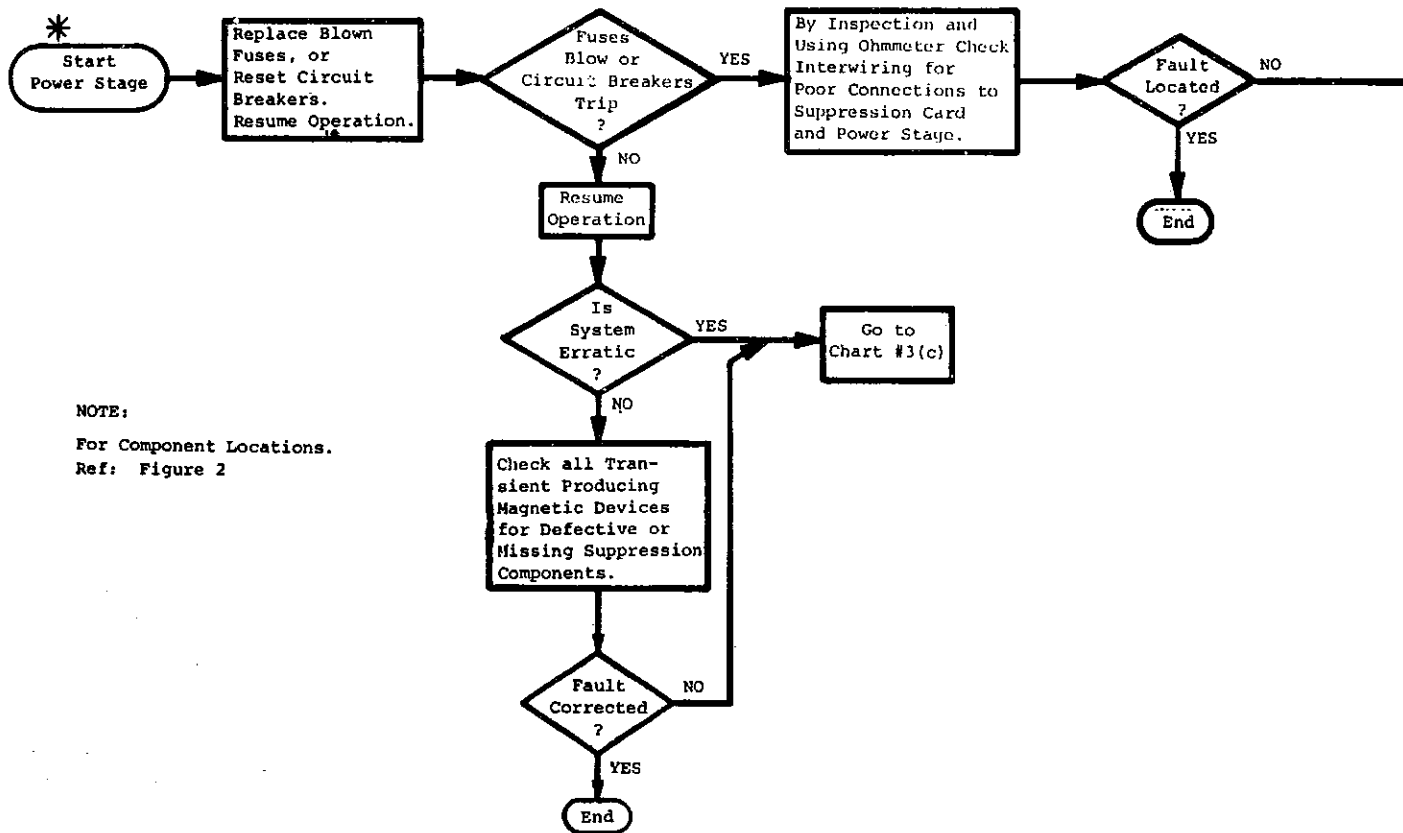 *
Start
Power Stage
Replace Blown
Fuses, or
Reset Circuit
Breakers.
Resume Operation.
Fuses
Blow or
Circuit Breakers
Trip
?
YES
By Inspection and
Using Ohmmeter Check
Interwiring for
Poor Connections to
Suppression Card
and Power Stage.
Fault
Located
?
NO
YES
End
NO
Resume
Operation
Is
System
Erratic
?
YES
Go to
Chart #3(c)
NO
NOTE:
For Component Locations.
Ref: Figure 2
Check all Tran-
sient Producing
Magnetic Devices
for Defective or
Missing Suppression
Components.
Fault
Corrected
?
NO
YES
End